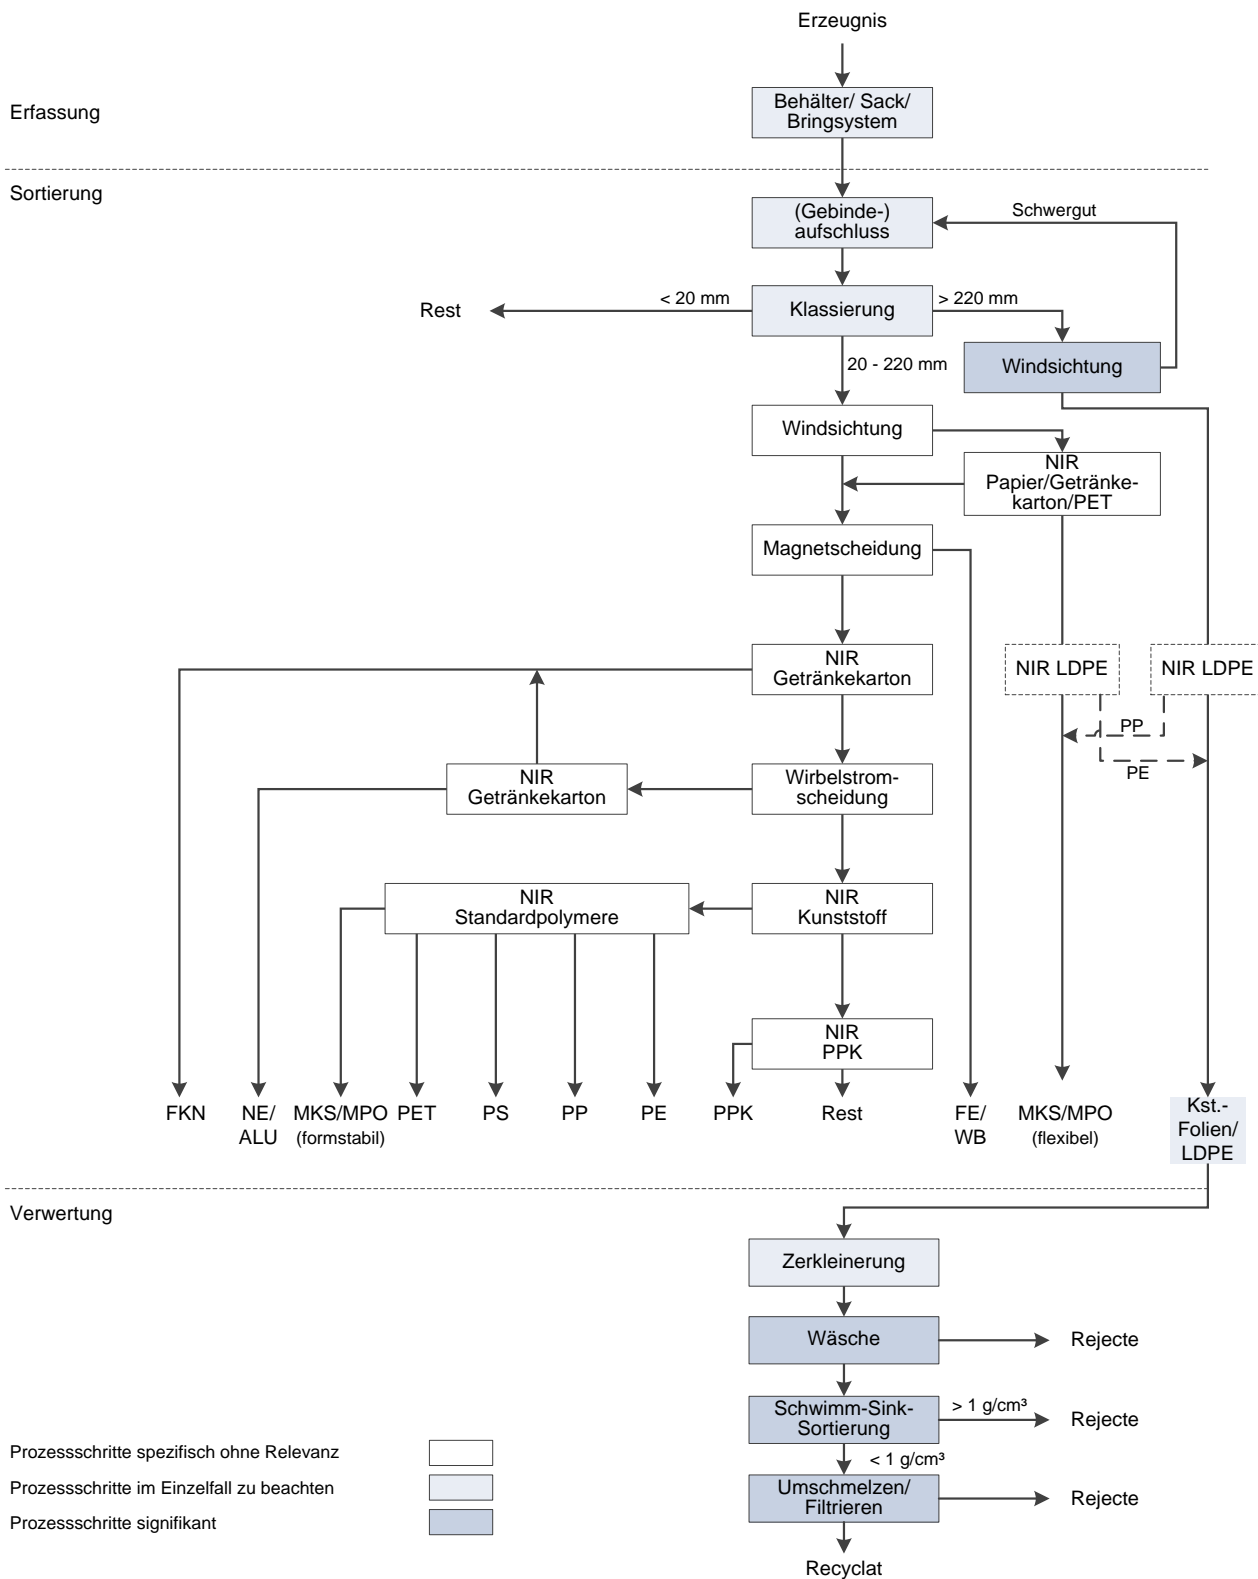 Erzeugnis
Erfassung
Behälter/ Sack/
Bringsystem
Sortierung
(Gebinde-)
aufschluss
Schwergut
Rest
< 20 mm
Klassierung
> 220 mm
20 - 220 mm
Windsichtung
Windsichtung
NIR
Papier/Getränke-
karton/PET
Magnetscheidung
NIR
Getränkekarton
NIR LDPE
NIR LDPE
PP
PE
NIR
Getränkekarton
Wirbelstrom-
scheidung
NIR
Standardpolymere
NIR
Kunststoff
NIR
PPK
FKN
NE/
ALU
MKS/MPO
(formstabil)
PET
PS
PP
PE
PPK
Rest
FE/
WB
MKS/MPO
(flexibel)
Kst.-
Folien/
LDPE
Verwertung
Zerkleinerung
Wäsche
Rejecte
Schwimm-Sink-
Sortierung
> 1 g/cm³
Rejecte
< 1 g/cm³
Umschmelzen/
Filtrieren
Rejecte
Recyclat
Prozessschritte spezifisch ohne Relevanz
Prozessschritte im Einzelfall zu beachten
Prozessschritte signifikant